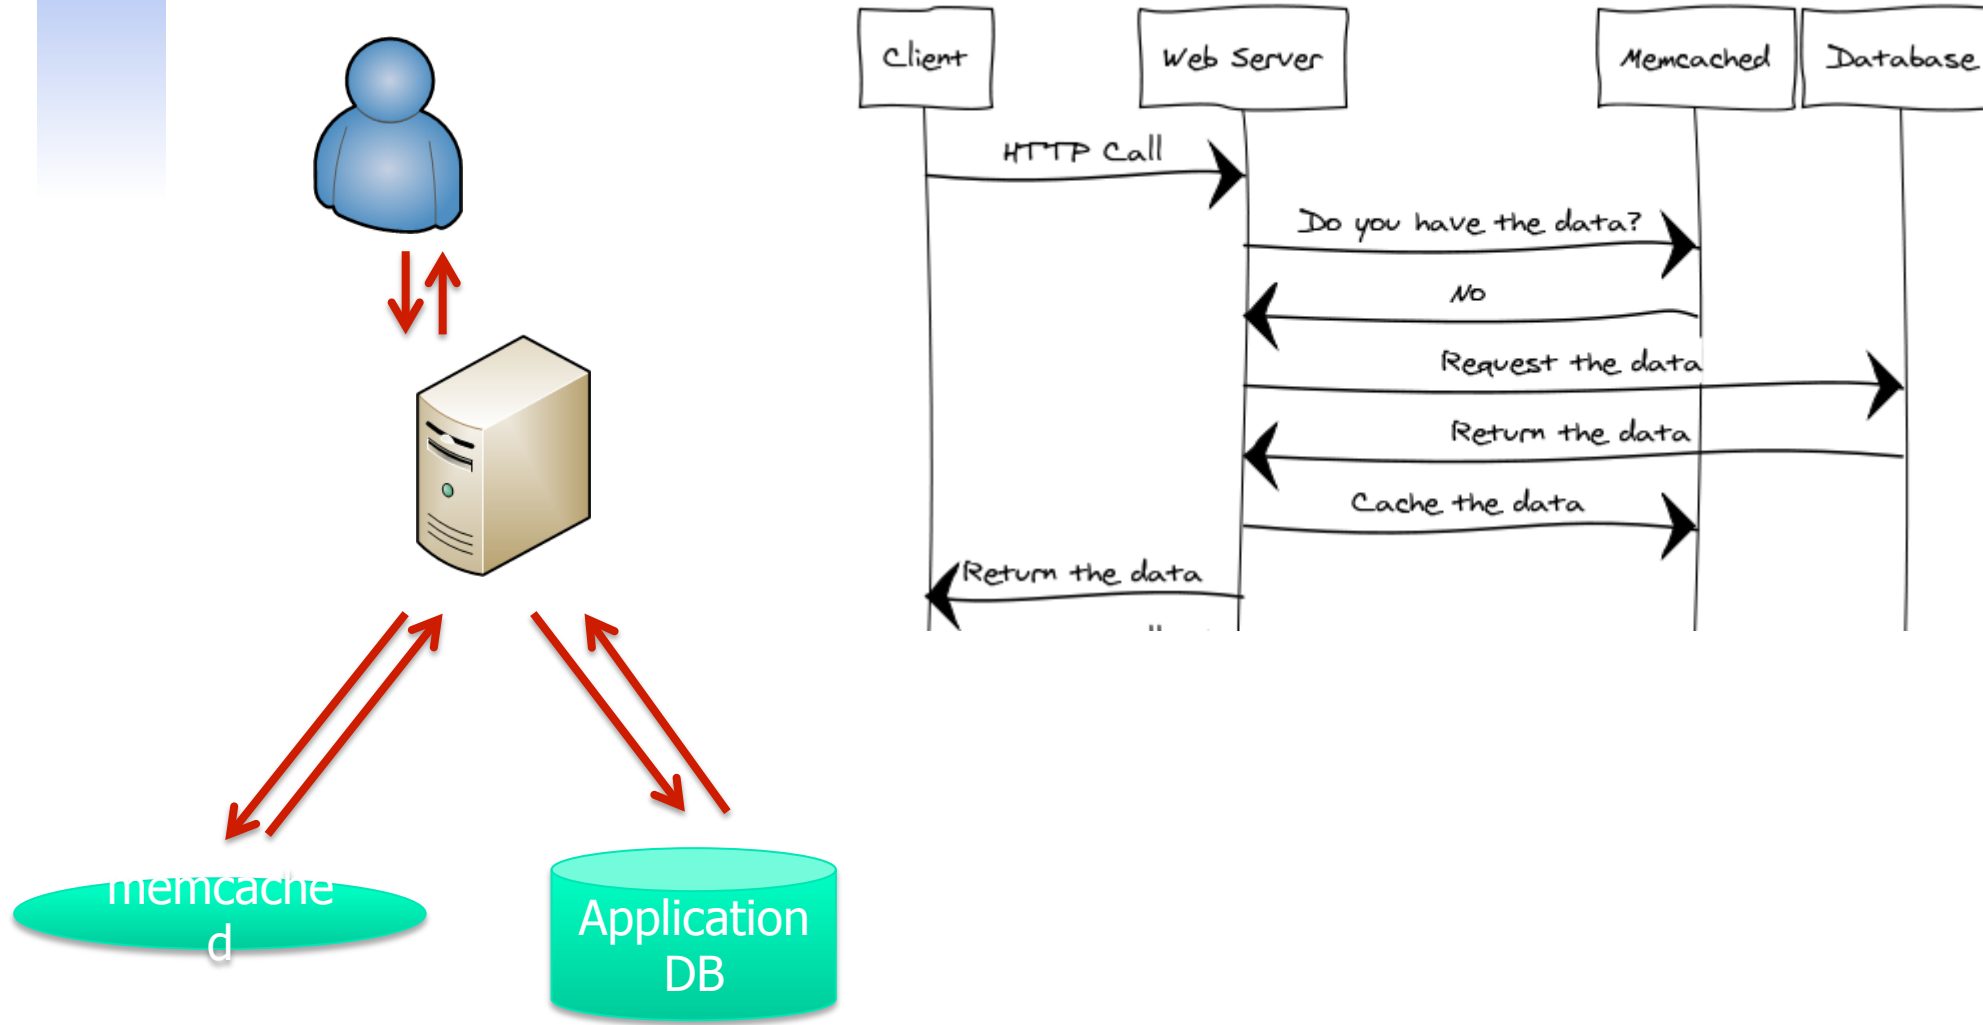 Client
Web Server
Memcached
Database
HTTP Call
Do you have the data?
No
Request the data
Return the data
Cache the data
Return the data
memcache
d
Application
DB